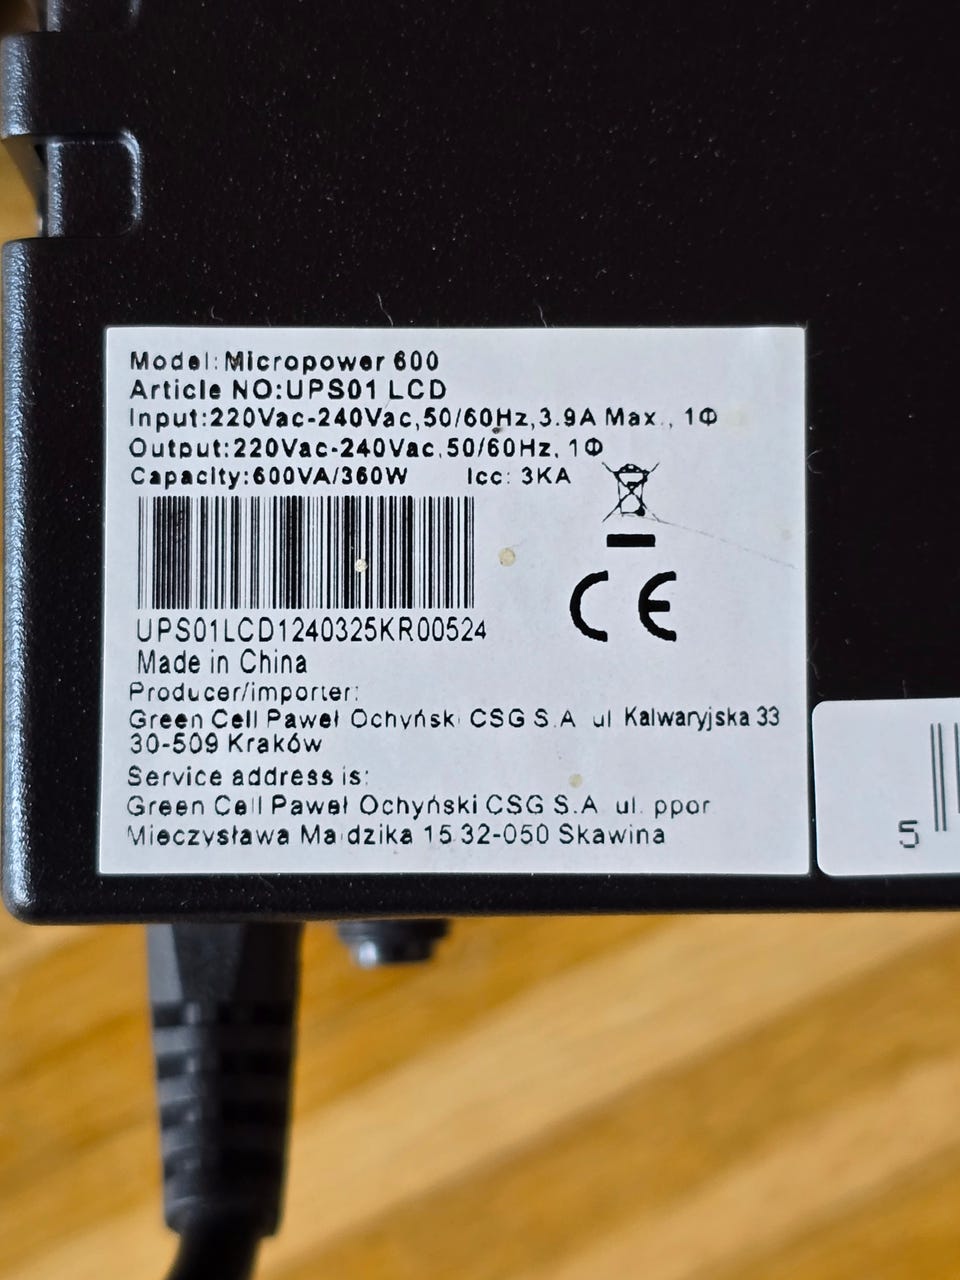 Model: Micropower 600
Article NO:UPS01 LCD
Input:220Vac-240Vac,50/60Hz,3.9A Max., 1Φ
Output:220Vac-240Vac,50/60Hz, 1Φ
Capacity:600VA/360W Icc: 3KA
CE
UPS01LCD1240325KR00524
Made in China
Producer/importer:
Green Cell Paweł Ochyński CSG S.A ul Kalwaryjska 33
30-509 Kraków
Service address is:
Green Cell Paweł Ochyński CSG S.A ul. ppor
Mieczysława Majdzika 15 32-050 Skawina
5